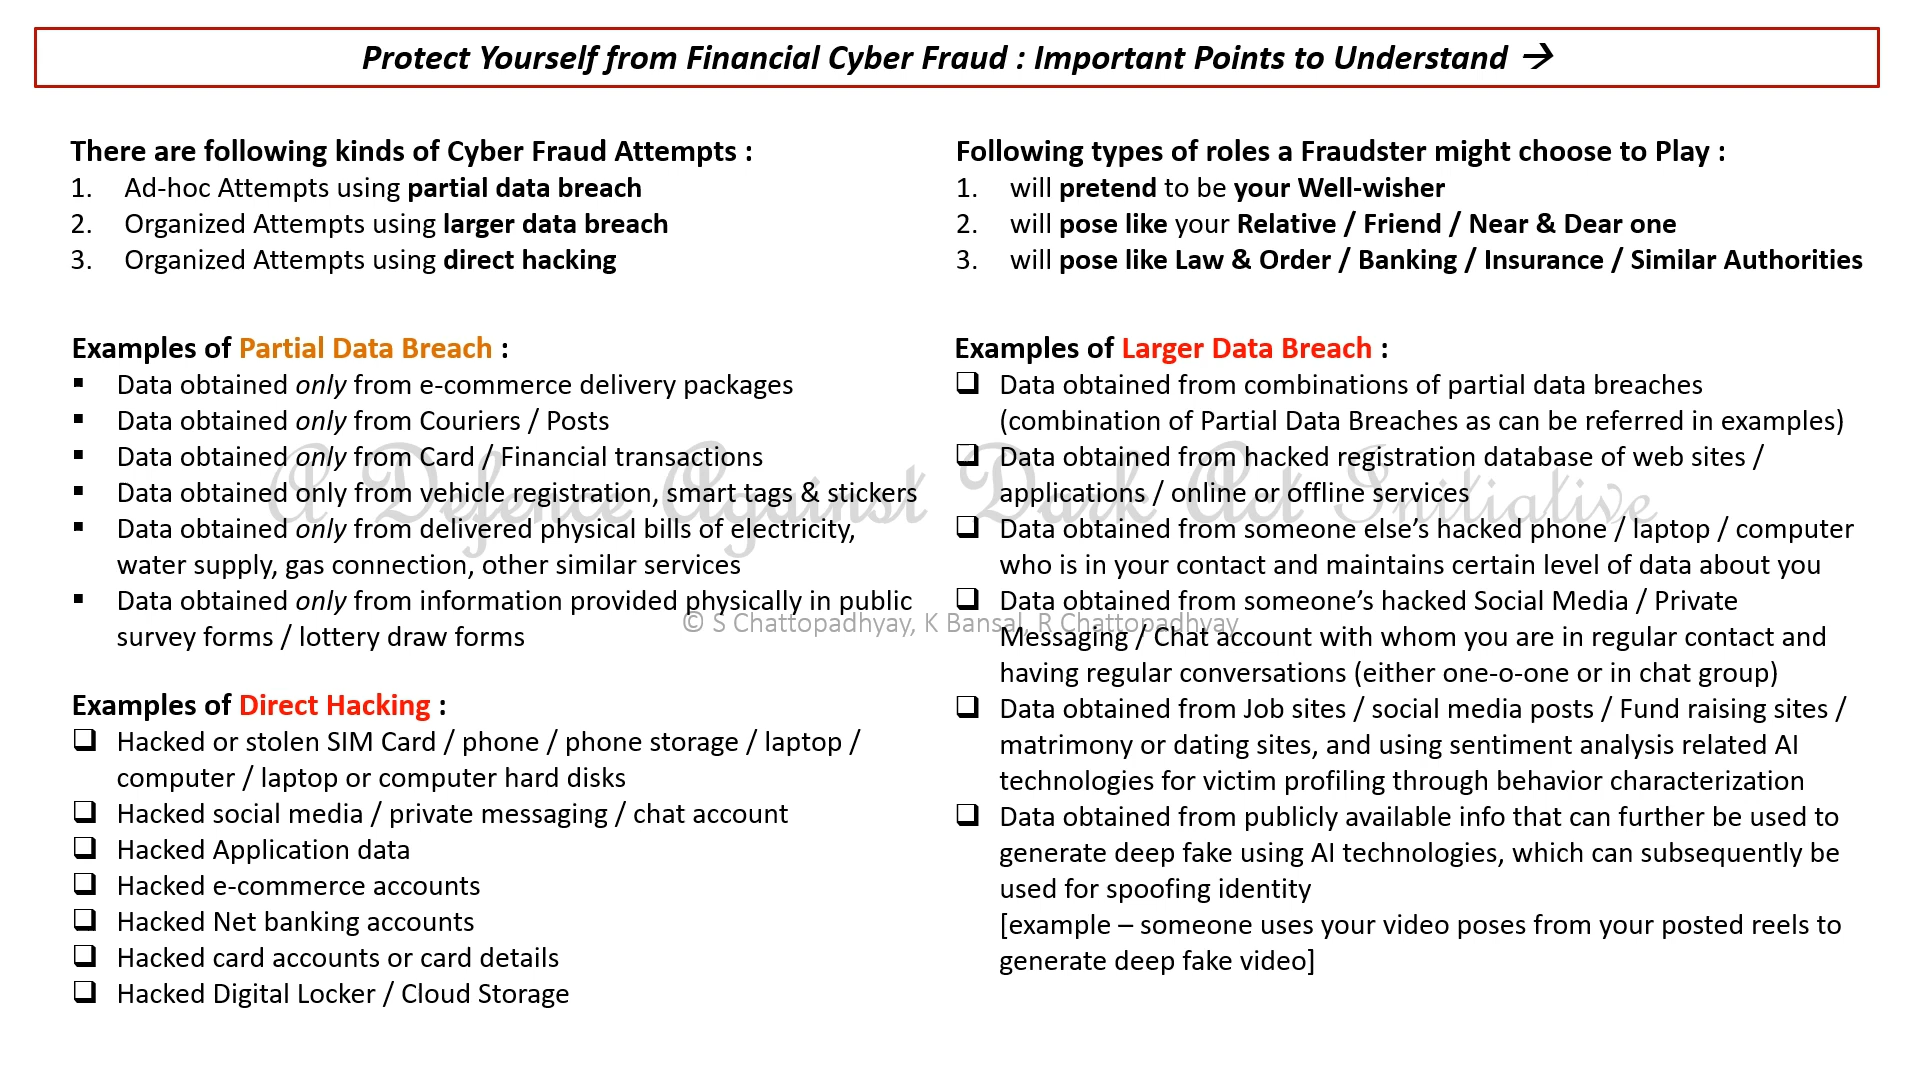 Protect Yourself from Financial Cyber Fraud : Important Points to Understand →
There are following kinds of Cyber Fraud Attempts :
1. Ad-hoc Attempts using partial data breach
2. Organized Attempts using larger data breach
3. Organized Attempts using direct hacking
Following types of roles a Fraudster might choose to Play :
1. will pretend to be your Well-wisher
2. will pose like your Relative / Friend / Near & Dear one
3. will pose like Law & Order / Banking / Insurance / Similar Authorities
Examples of Partial Data Breach :
▪ Data obtained only from e-commerce delivery packages
▪ Data obtained only from Couriers / Posts
▪ Data obtained only from Card / Financial transactions
▪ Data obtained only from vehicle registration, smart tags & stickers
▪ Data obtained only from delivered physical bills of electricity,
water supply, gas connection, other similar services
▪ Data obtained only from information provided physically in public
survey forms / lottery draw forms
Examples of Direct Hacking :
❑ Hacked or stolen SIM Card / phone / phone storage / laptop /
computer / laptop or computer hard disks
❑ Hacked social media / private messaging / chat account
❑ Hacked Application data
❑ Hacked e-commerce accounts
❑ Hacked Net banking accounts
❑ Hacked card accounts or card details
❑ Hacked Digital Locker / Cloud Storage
Examples of Larger Data Breach :
❑ Data obtained from combinations of partial data breaches
(combination of Partial Data Breaches as can be referred in examples)
❑ Data obtained from hacked registration database of web sites /
applications / online or offline services
❑ Data obtained from someone else’s hacked phone / laptop / computer
who is in your contact and maintains certain level of data about you
❑ Data obtained from someone’s hacked Social Media / Private
Messaging / Chat account with whom you are in regular contact and
having regular conversations (either one-o-one or in chat group)
❑ Data obtained from Job sites / social media posts / Fund raising sites /
matrimony or dating sites, and using sentiment analysis related AI
technologies for victim profiling through behavior characterization
❑ Data obtained from publicly available info that can further be used to
generate deep fake using AI technologies, which can subsequently be
used for spoofing identity
[example – someone uses your video poses from your posted reels to
generate deep fake video]
A Defence Against Dark Act Initiative
© S Chattopadhyay, K Bansal, R Chattopadhyay